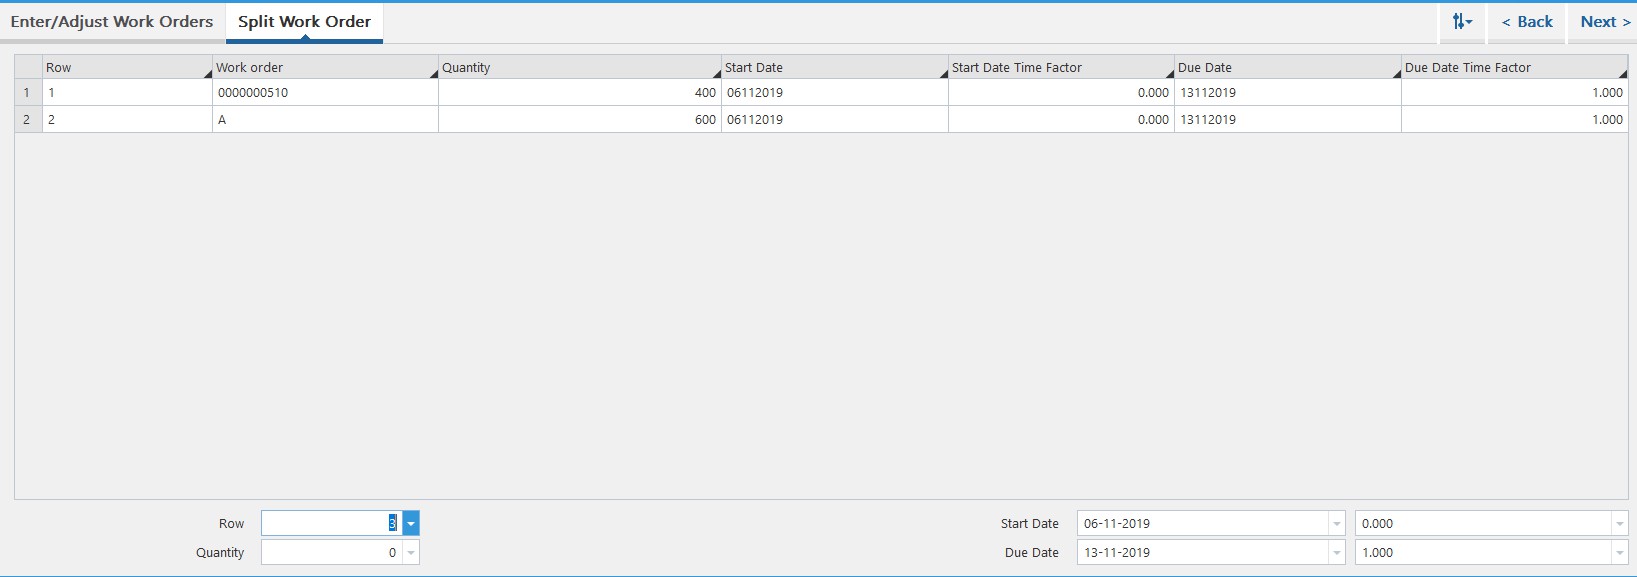 Enter/Adjust Work Orders Split Work Order < Back Next >
Row Work order Quantity Start Date Start Date Time Factor Due Date Due Date Time Factor
1 1 0000000510 400 06112019 0.000 13112019 1.000
2 2 A 600 06112019 0.000 13112019 1.000
Row 3 Start Date 06-11-2019 0.000
Quantity 0 Due Date 13-11-2019 1.000